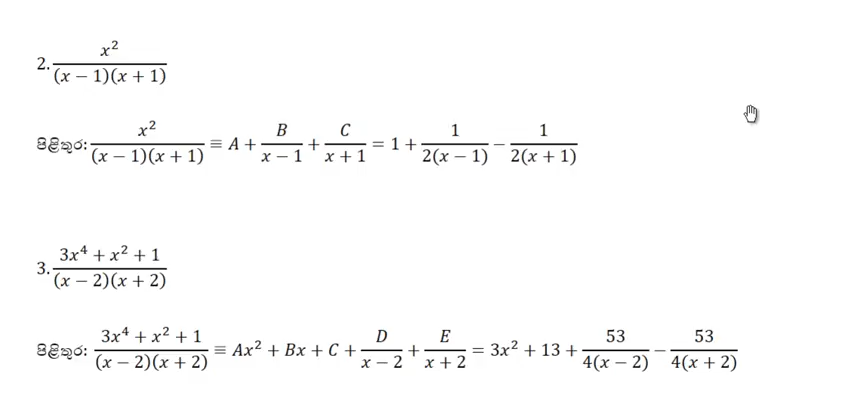 2. x²/((x − 1)(x + 1))
පිළිතුර: x²/((x − 1)(x + 1)) ≡ A + B/(x − 1) + C/(x + 1) = 1 + 1/(2(x − 1)) − 1/(2(x + 1))
3. (3x⁴ + x² + 1)/((x − 2)(x + 2))
පිළිතුර: (3x⁴ + x² + 1)/((x − 2)(x + 2)) ≡ Ax² + Bx + C + D/(x − 2) + E/(x + 2) = 3x² + 13 + 53/(4(x − 2)) − 53/(4(x + 2))